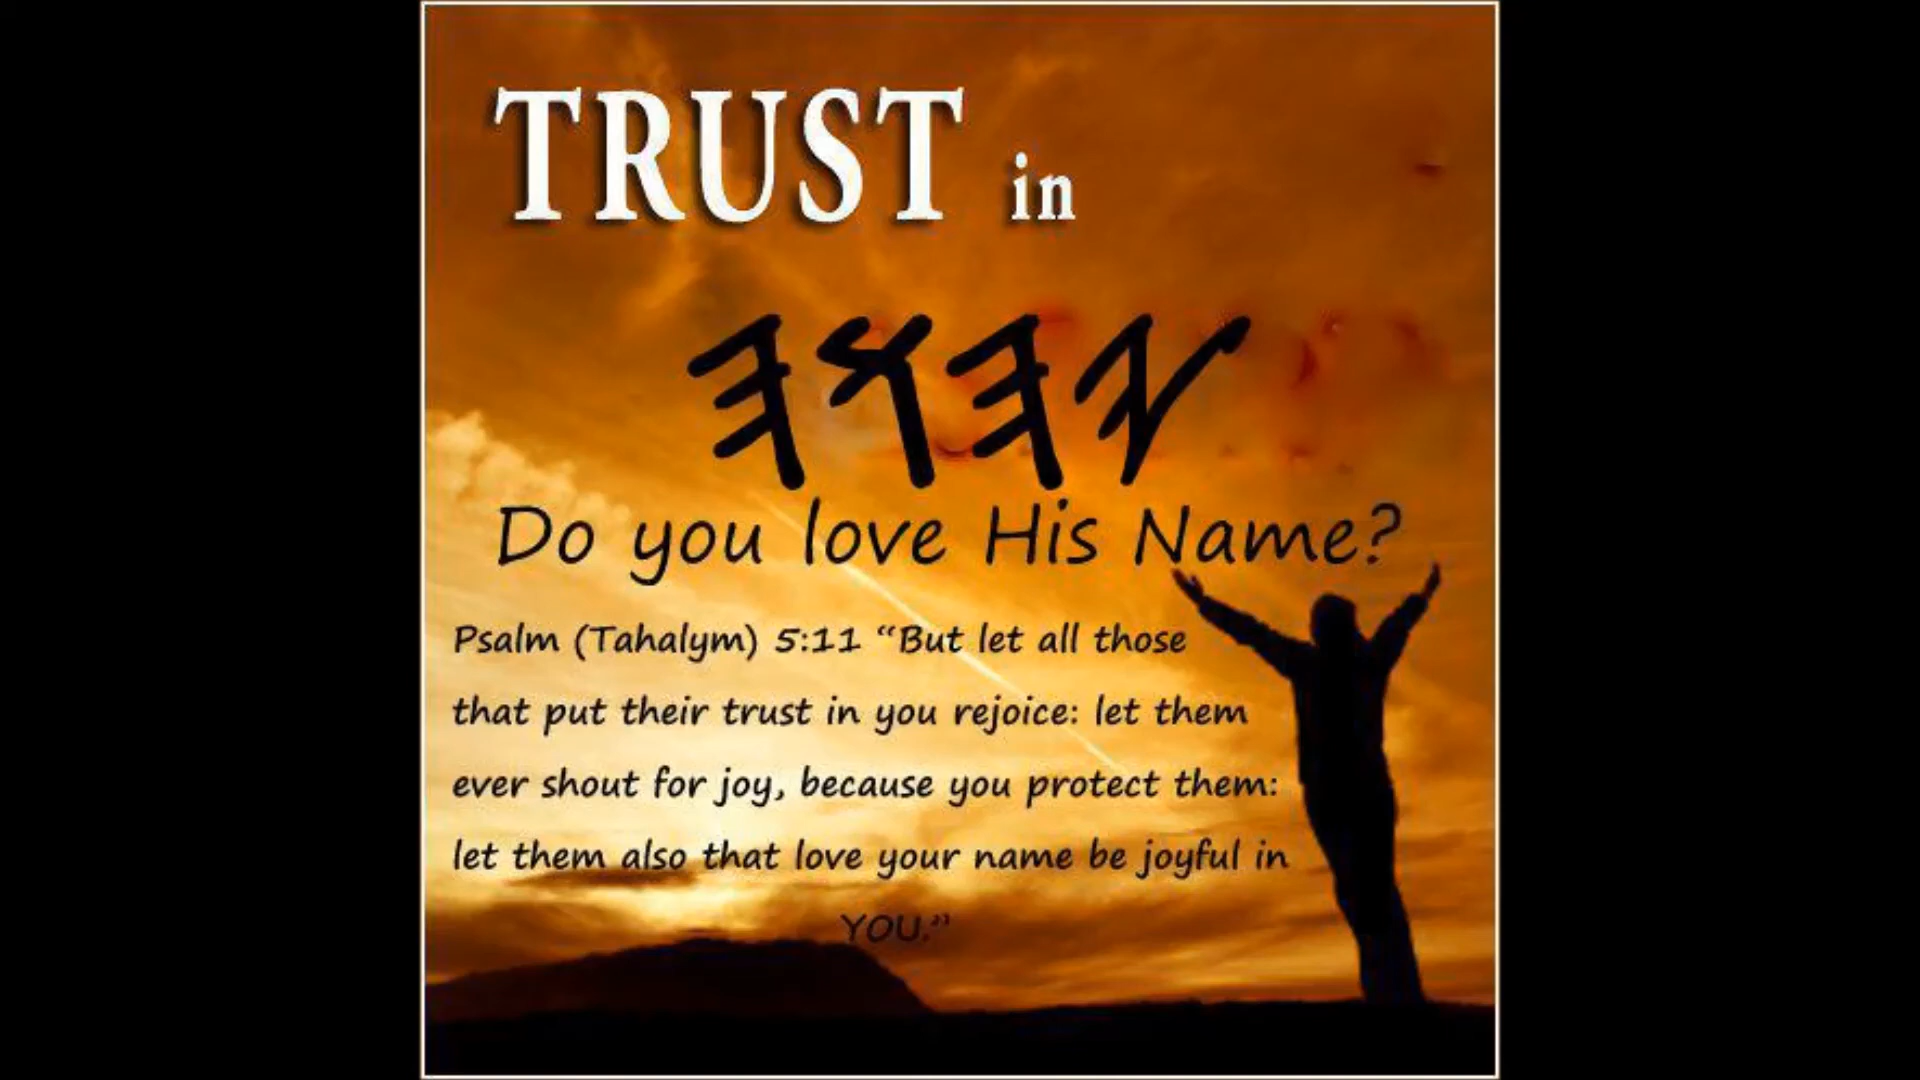 TRUST in
𐤉𐤄𐤅𐤄
Do you love His Name?
Psalm (Tahalym) 5:11 “But let all those
that put their trust in you rejoice: let them
ever shout for joy, because you protect them:
let them also that love your name be joyful in
YOU.”